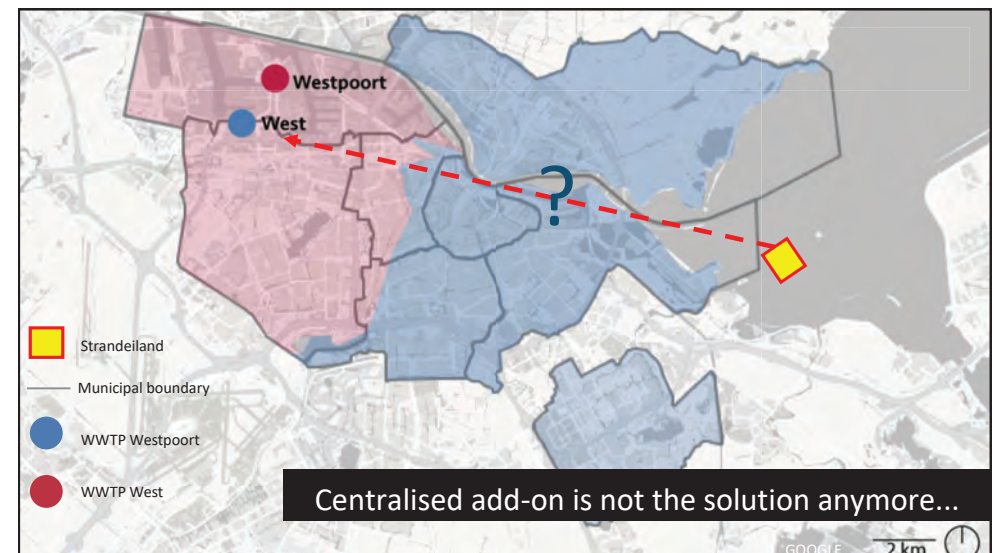 Westpoort
West
?
Strandeiland
Municipal boundary
WWTP Westpoort
WWTP West
Centralised add-on is not the solution anymore...
GOOGLE
2 km